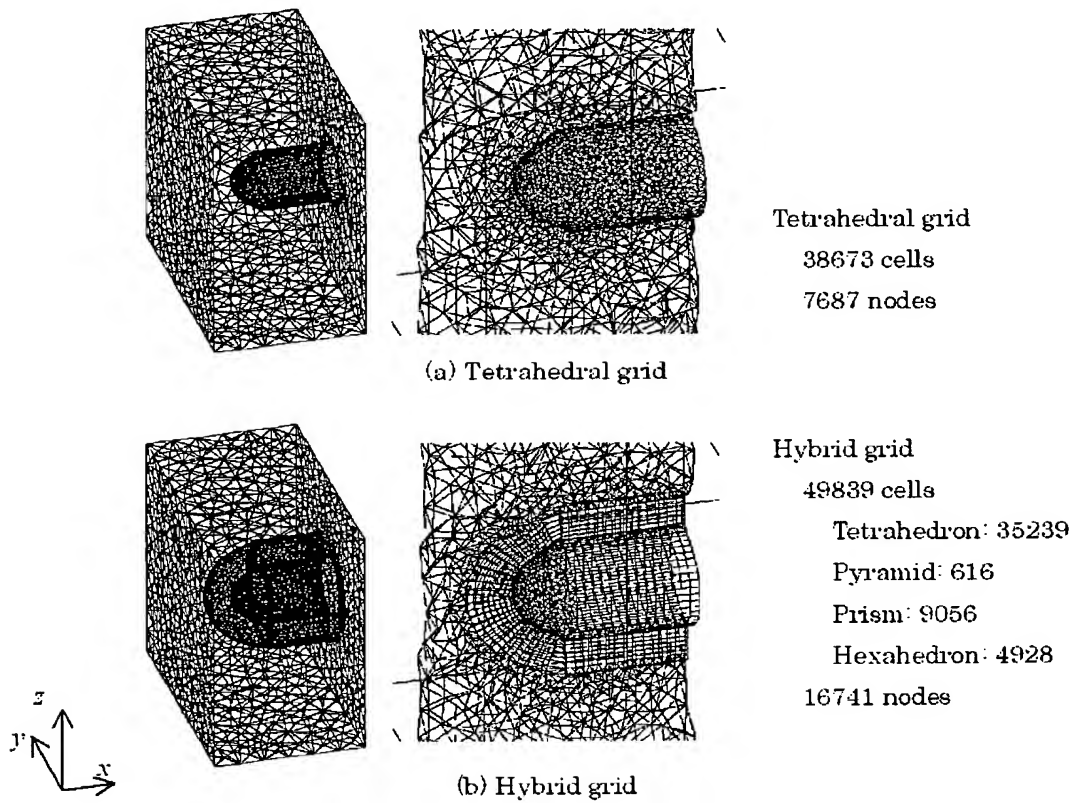 Tetrahedral grid
38673 cells
7687 nodes
(a) Tetrahedral grid
Hybrid grid
49839 cells
Tetrahedron: 35239
Pyramid: 616
Prism: 9056
Hexahedron: 4928
16741 nodes
z
y
x
(b) Hybrid grid